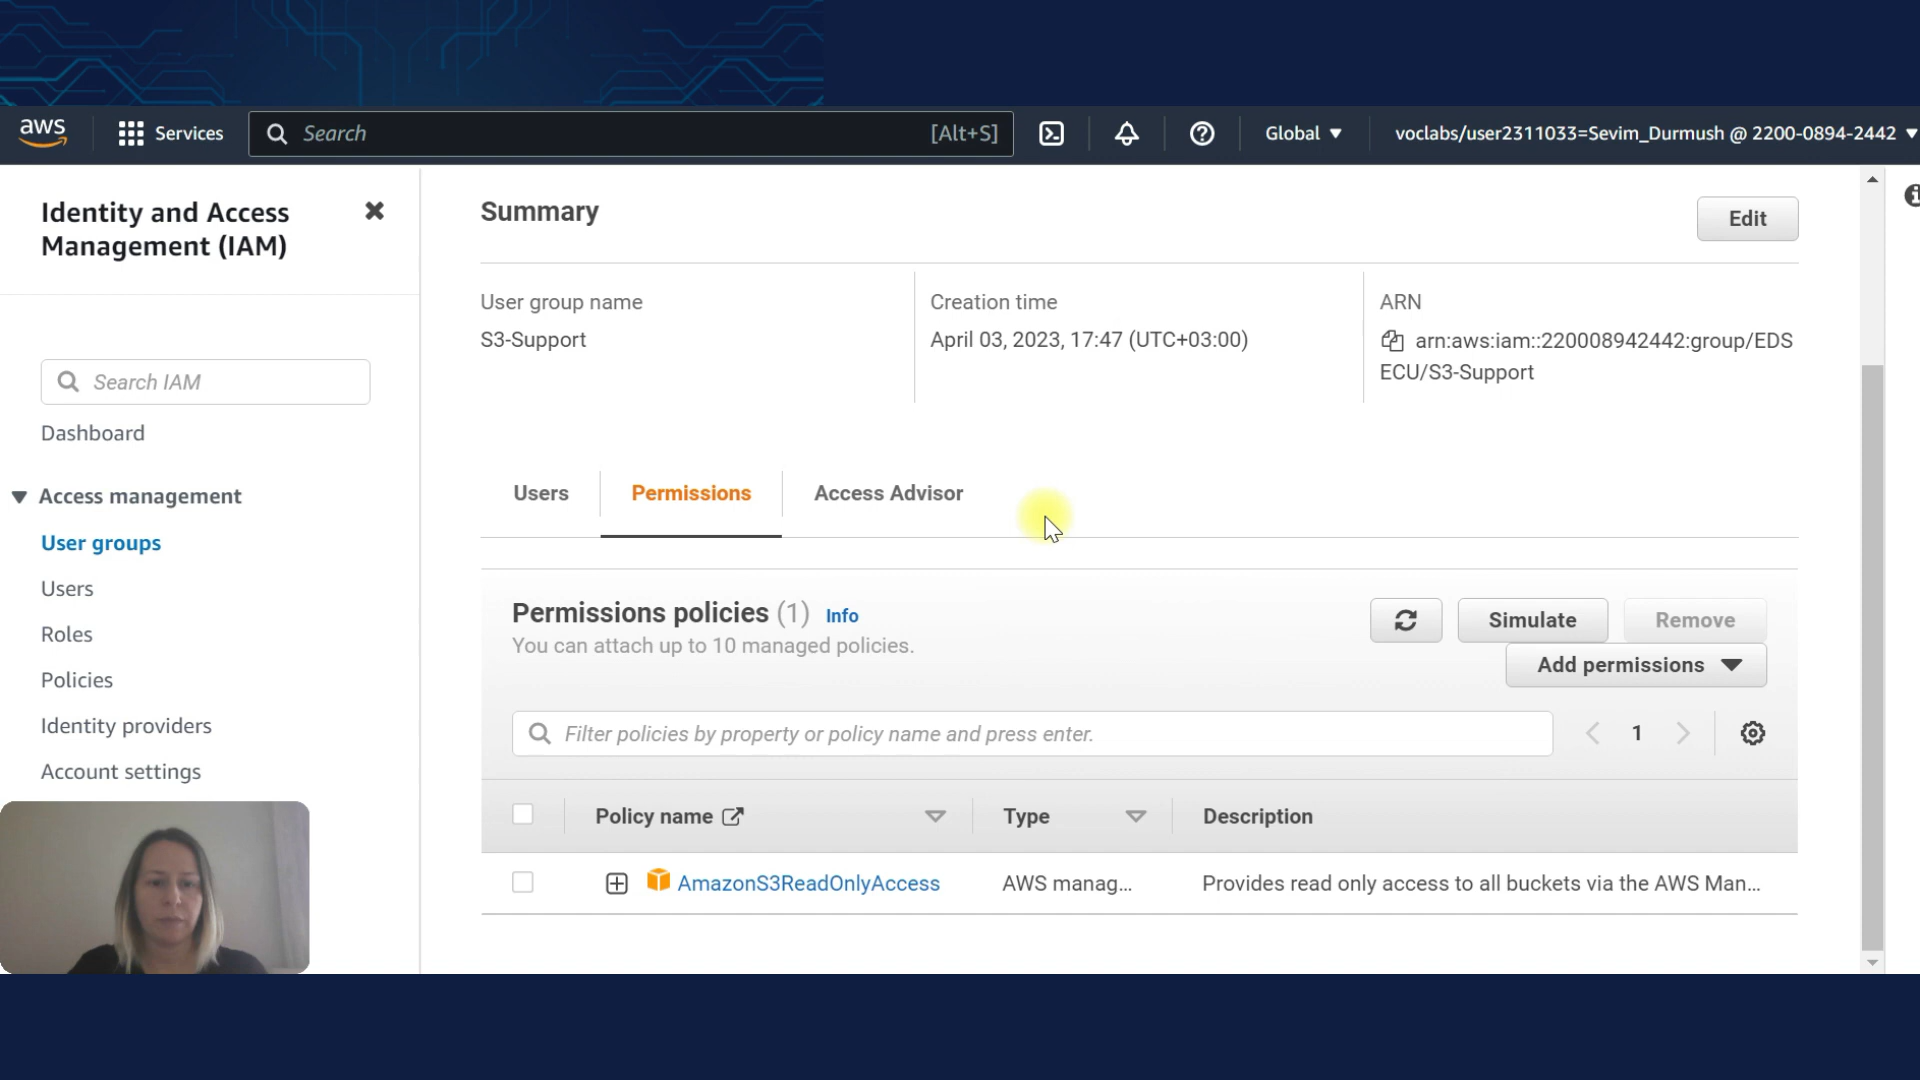 aws
Services
Search
[Alt+S]
Global
voclabs/user2311033=Sevim_Durmush @ 2200-0894-2442
Identity and Access
Management (IAM)
Search IAM
Dashboard
Access management
User groups
Users
Roles
Policies
Identity providers
Account settings
Summary
Edit
User group name
S3-Support
Creation time
April 03, 2023, 17:47 (UTC+03:00)
ARN
arn:aws:iam::220008942442:group/EDS
ECU/S3-Support
Users
Permissions
Access Advisor
Permissions policies (1) Info
You can attach up to 10 managed policies.
Simulate
Remove
Add permissions
Filter policies by property or policy name and press enter.
1
Policy name
Type
Description
AmazonS3ReadOnlyAccess
AWS manag...
Provides read only access to all buckets via the AWS Man...